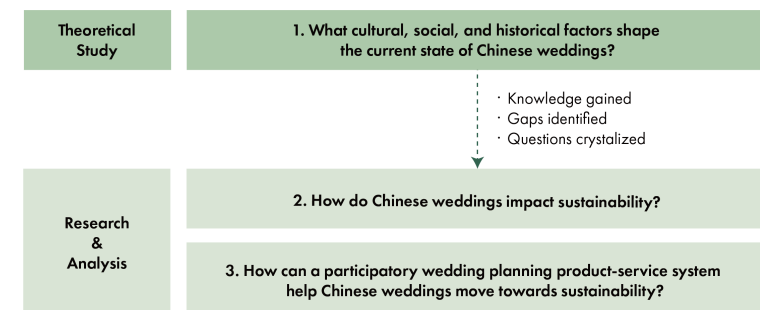 Theoretical
Study
1. What cultural, social, and historical factors shape
the current state of Chinese weddings?
· Knowledge gained
· Gaps identified
· Questions crystalized
Research
&
Analysis
2. How do Chinese weddings impact sustainability?
3. How can a participatory wedding planning product-service system
help Chinese weddings move towards sustainability?